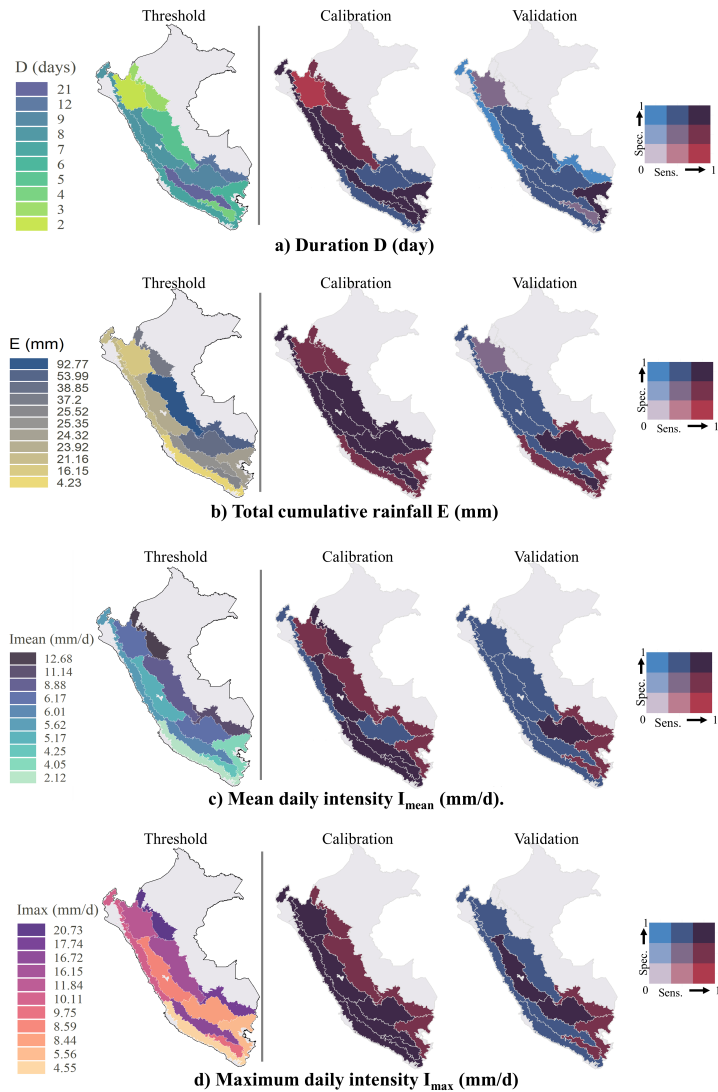 Threshold Calibration Validation
D (days)
21
12
9
8
7
6
5
4
3
2
1
Spec.
0 Sens. 1
a) Duration D (day)
Threshold Calibration Validation
E (mm)
92.77
53.99
38.85
37.2
25.52
25.35
24.32
23.92
21.16
16.15
4.23
1
Spec.
0 Sens. 1
b) Total cumulative rainfall E (mm)
Threshold Calibration Validation
Imean (mm/d)
12.68
11.14
8.88
6.17
6.01
5.62
5.17
4.25
4.05
2.12
1
Spec.
0 Sens. 1
c) Mean daily intensity Imean (mm/d).
Threshold Calibration Validation
Imax (mm/d)
20.73
17.74
16.72
16.15
11.84
10.11
9.75
8.59
8.44
5.56
4.55
1
Spec.
0 Sens. 1
d) Maximum daily intensity Imax (mm/d)